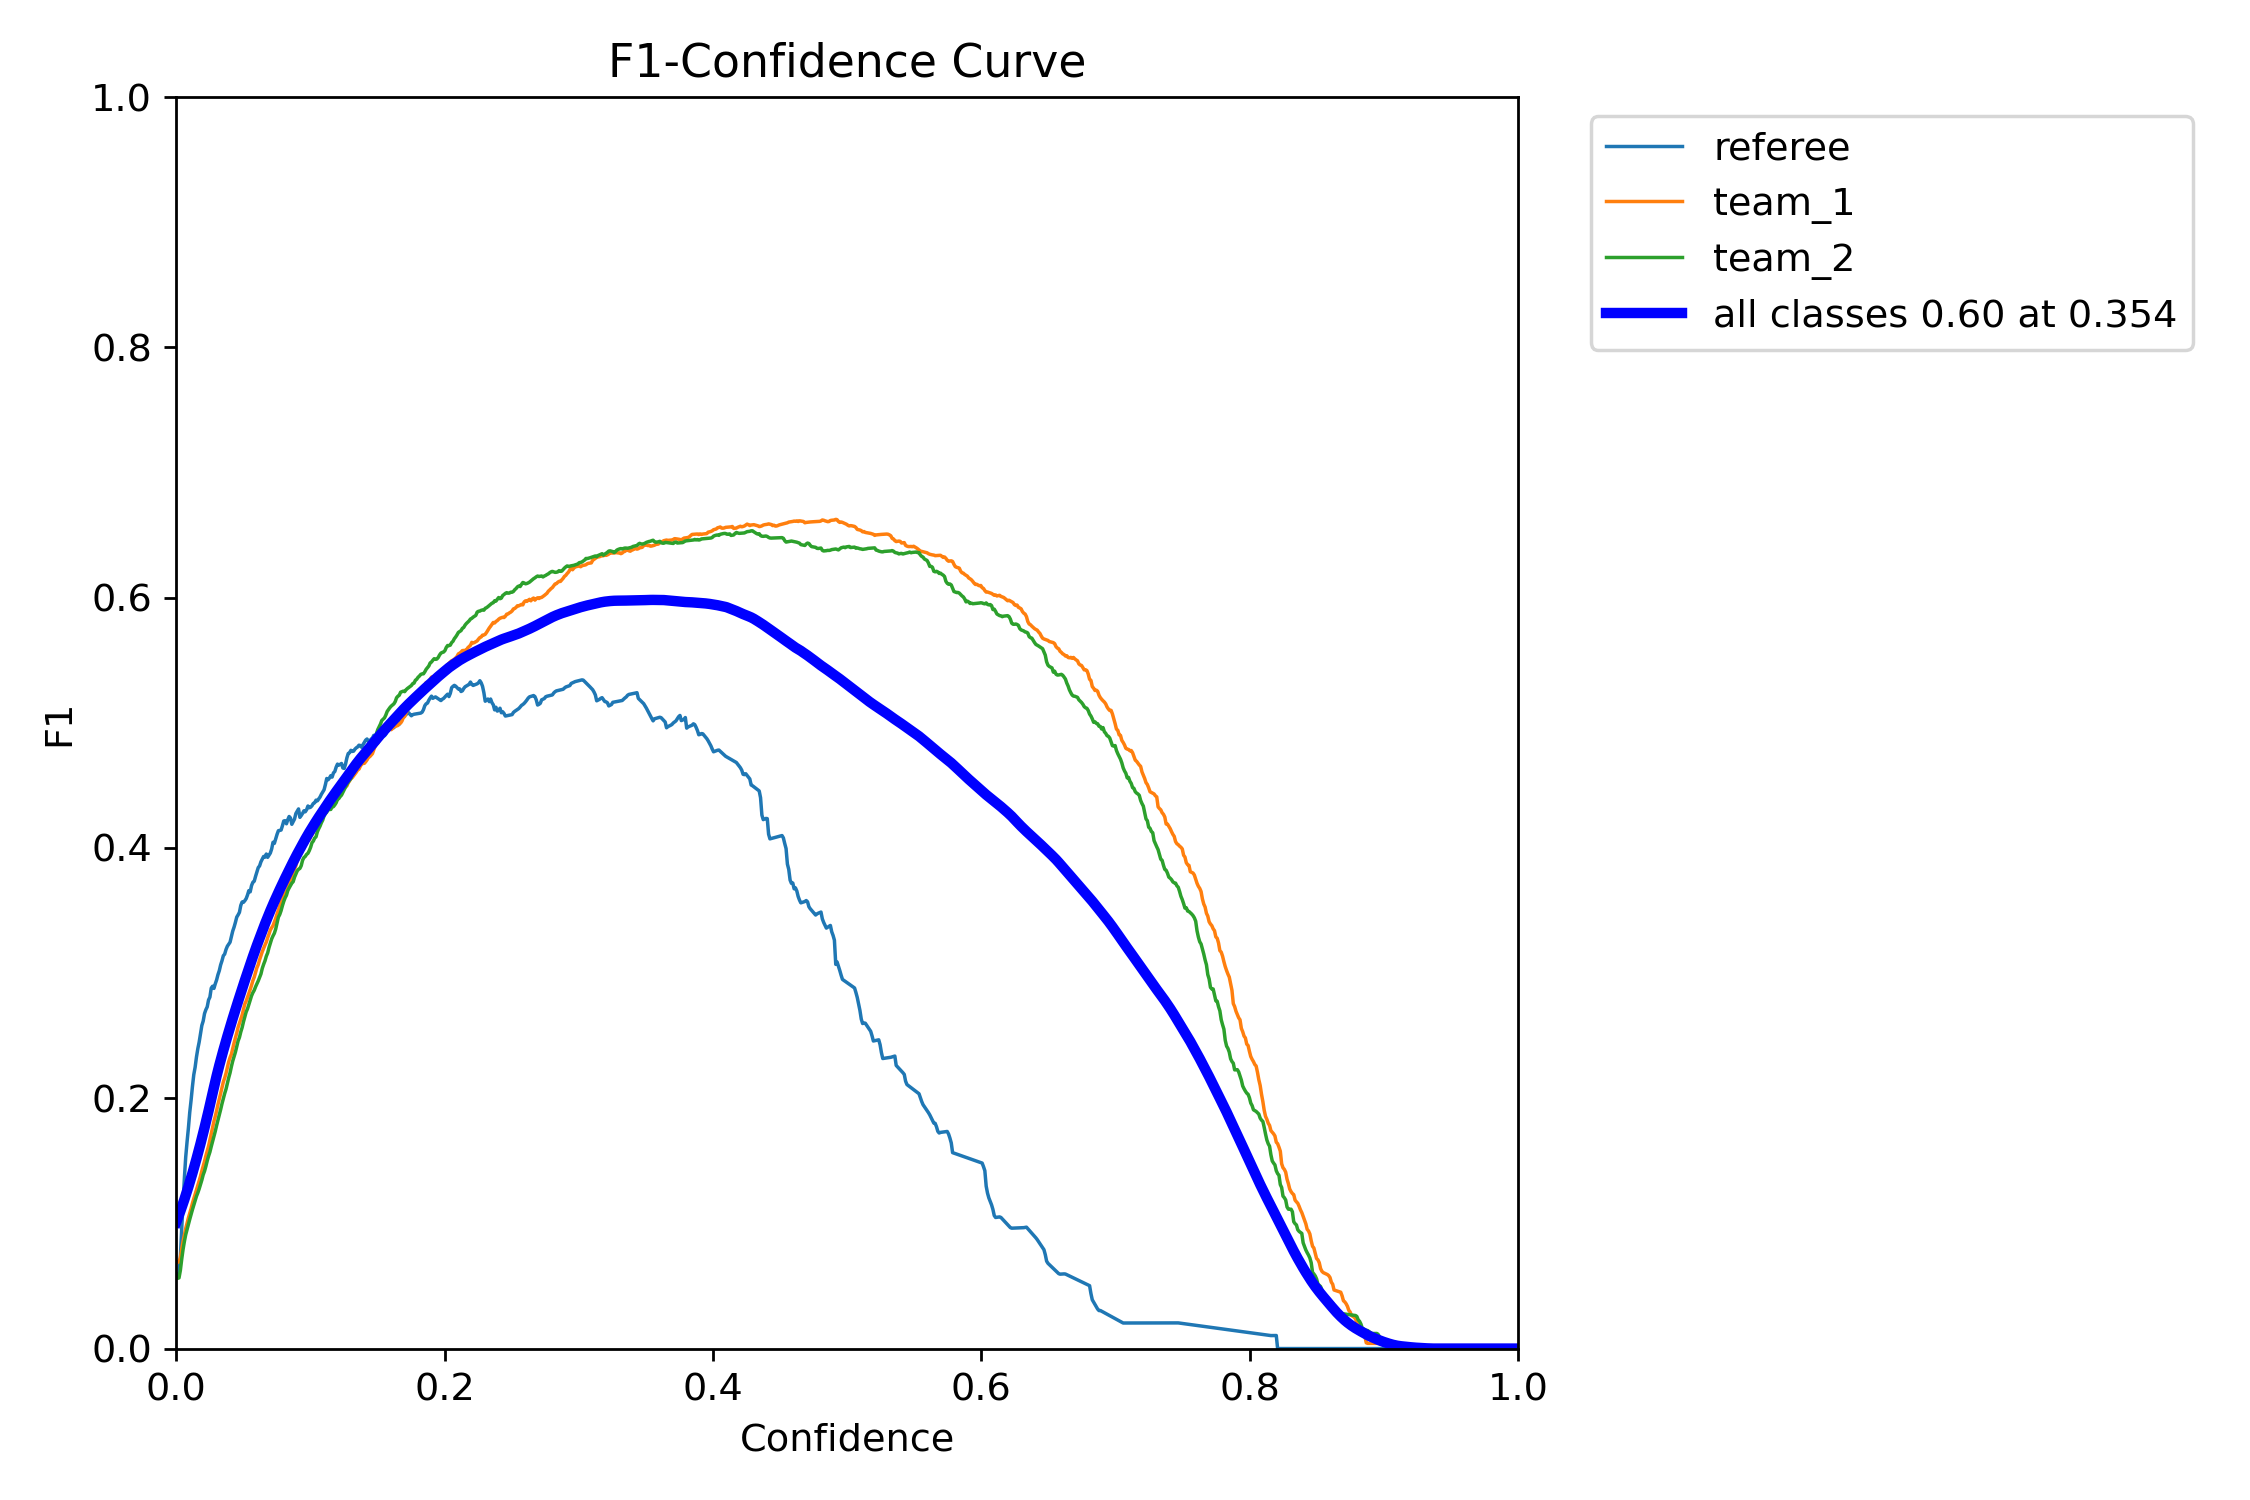 F1-Confidence Curve
1.0
0.8
0.6
0.4
0.2
0.0
F1
0.0 0.2 0.4 0.6 0.8 1.0
Confidence
referee
team_1
team_2
all classes 0.60 at 0.354